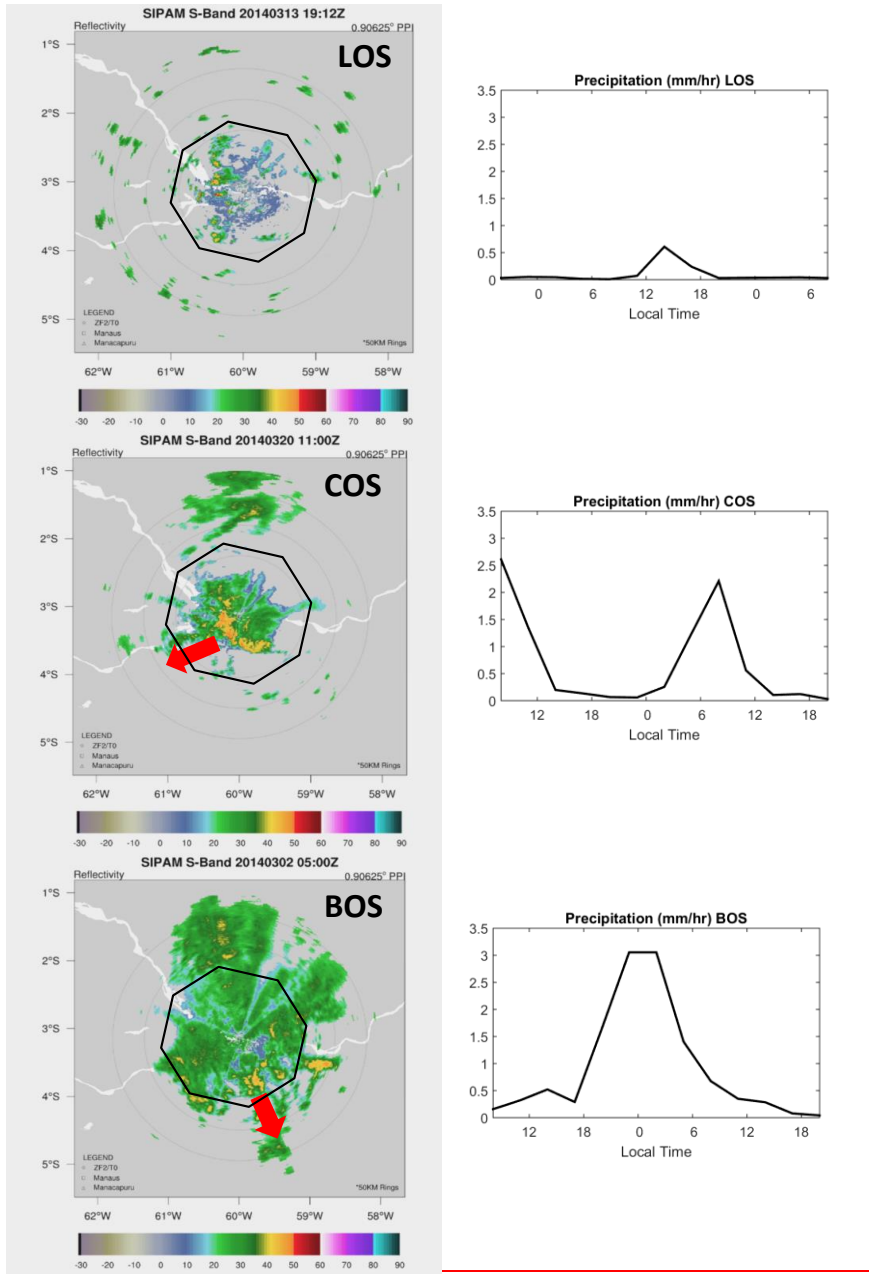 SIPAM S-Band 20140313 19:12Z
Reflectivity 0.90625° PPI
LOS
1°S
2°S
3°S
4°S
5°S
LEGEND
ZF2/T0
Manaus
Manacapuru
*50KM Rings
62°W 61°W 60°W 59°W 58°W
-30 -20 -10 0 10 20 30 40 50 60 70 80 90
Precipitation (mm/hr) LOS
3.5
3
2.5
2
1.5
1
0.5
0
0 6 12 18 0 6
Local Time
SIPAM S-Band 20140320 11:00Z
Reflectivity 0.90625° PPI
COS
1°S
2°S
3°S
4°S
5°S
LEGEND
ZF2/T0
Manaus
Manacapuru
*50KM Rings
62°W 61°W 60°W 59°W 58°W
-30 -20 -10 0 10 20 30 40 50 60 70 80 90
Precipitation (mm/hr) COS
3.5
3
2.5
2
1.5
1
0.5
0
12 18 0 6 12 18
Local Time
SIPAM S-Band 20140302 05:00Z
Reflectivity 0.90625° PPI
BOS
1°S
2°S
3°S
4°S
5°S
LEGEND
ZF2/T0
Manaus
Manacapuru
*50KM Rings
62°W 61°W 60°W 59°W 58°W
-30 -20 -10 0 10 20 30 40 50 60 70 80 90
Precipitation (mm/hr) BOS
3.5
3
2.5
2
1.5
1
0.5
0
12 18 0 6 12 18
Local Time